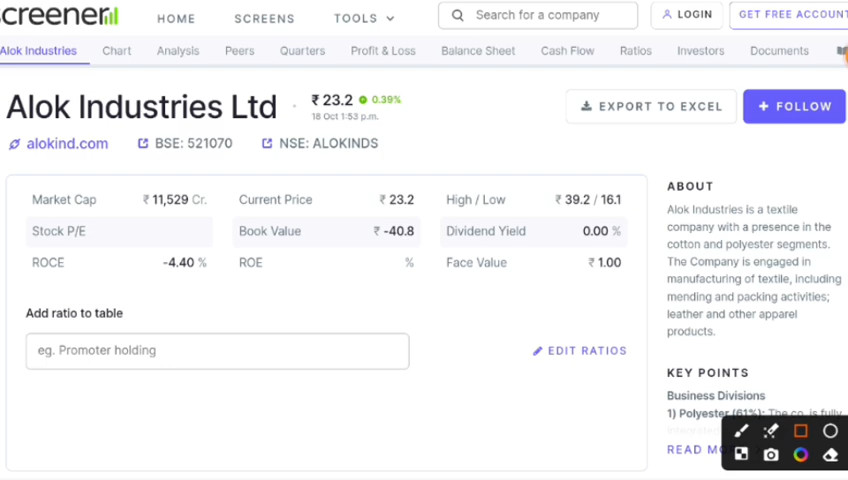 screener
HOME
SCREENS
TOOLS
Search for a company
LOGIN
GET FREE ACCOUNT
Alok Industries
Chart
Analysis
Peers
Quarters
Profit & Loss
Balance Sheet
Cash Flow
Ratios
Investors
Documents
Alok Industries Ltd
₹ 23.2 0.39%
18 Oct 1:53 p.m.
EXPORT TO EXCEL
+ FOLLOW
alokind.com
BSE: 521070
NSE: ALOKINDS
Market Cap ₹ 11,529 Cr.
Current Price ₹ 23.2
High / Low ₹ 39.2 / 16.1
Stock P/E
Book Value ₹ -40.8
Dividend Yield 0.00 %
ROCE -4.40 %
ROE %
Face Value ₹ 1.00
Add ratio to table
eg. Promoter holding
EDIT RATIOS
ABOUT
Alok Industries is a textile
company with a presence in the
cotton and polyester segments.
The Company is engaged in
manufacturing of textile, including
mending and packing activities;
leather and other apparel
products.
KEY POINTS
Business Divisions
1) Polyester (61%): The co. is fully
READ